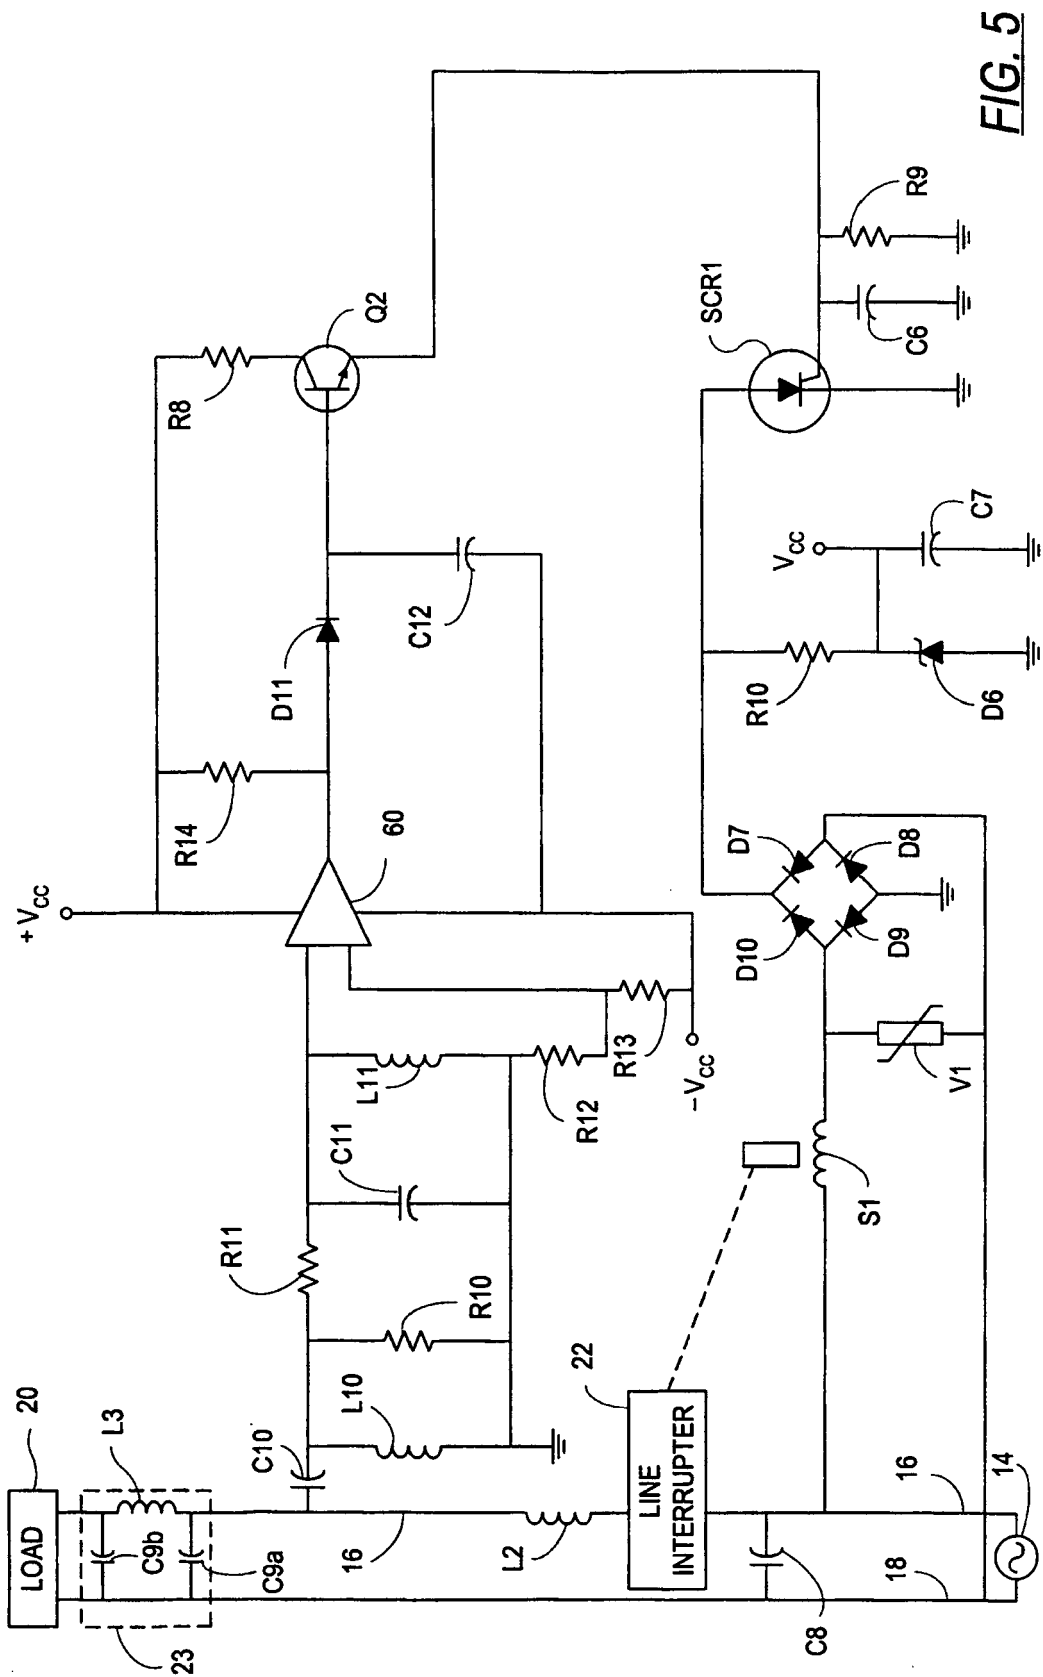 FIG. 5
20
LOAD
L3
C9b
C9a
23
16
C10
L10
R10
R11
C11
L11
R12
R13
+ VCC
− VCC
60
R14
D11
C12
R8
Q2
L2
22
LINE
INTERRUPTER
C8
18
16
14
S1
V1
D10
D7
D9
D8
R10
D6
VCC
C7
SCR1
C6
R9